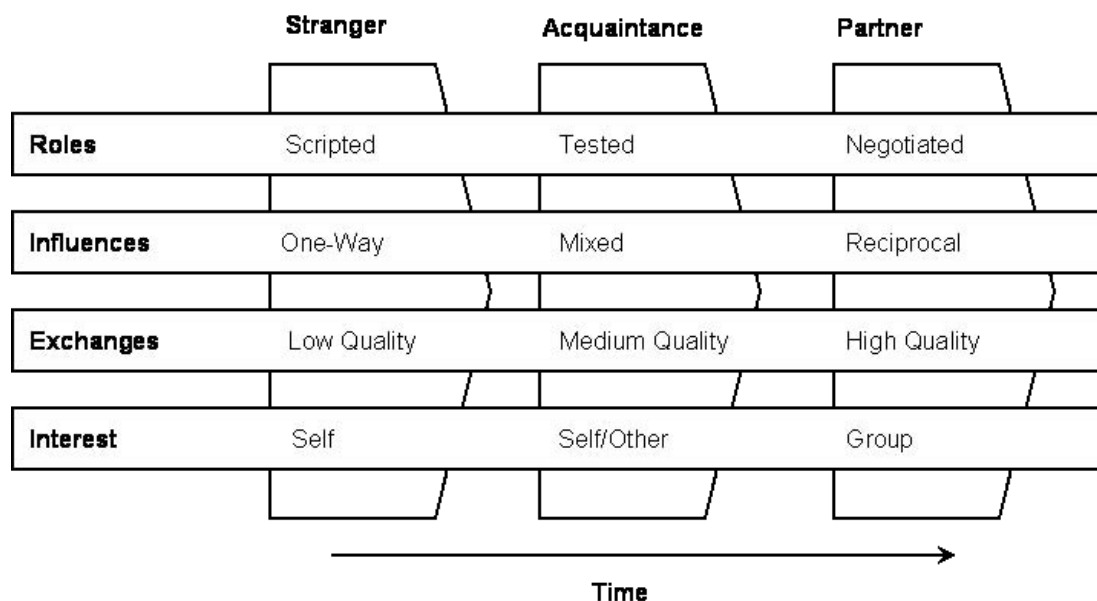 Stranger Acquaintance Partner
Roles Scripted Tested Negotiated
Influences One-Way Mixed Reciprocal
Exchanges Low Quality Medium Quality High Quality
Interest Self Self/Other Group
Time